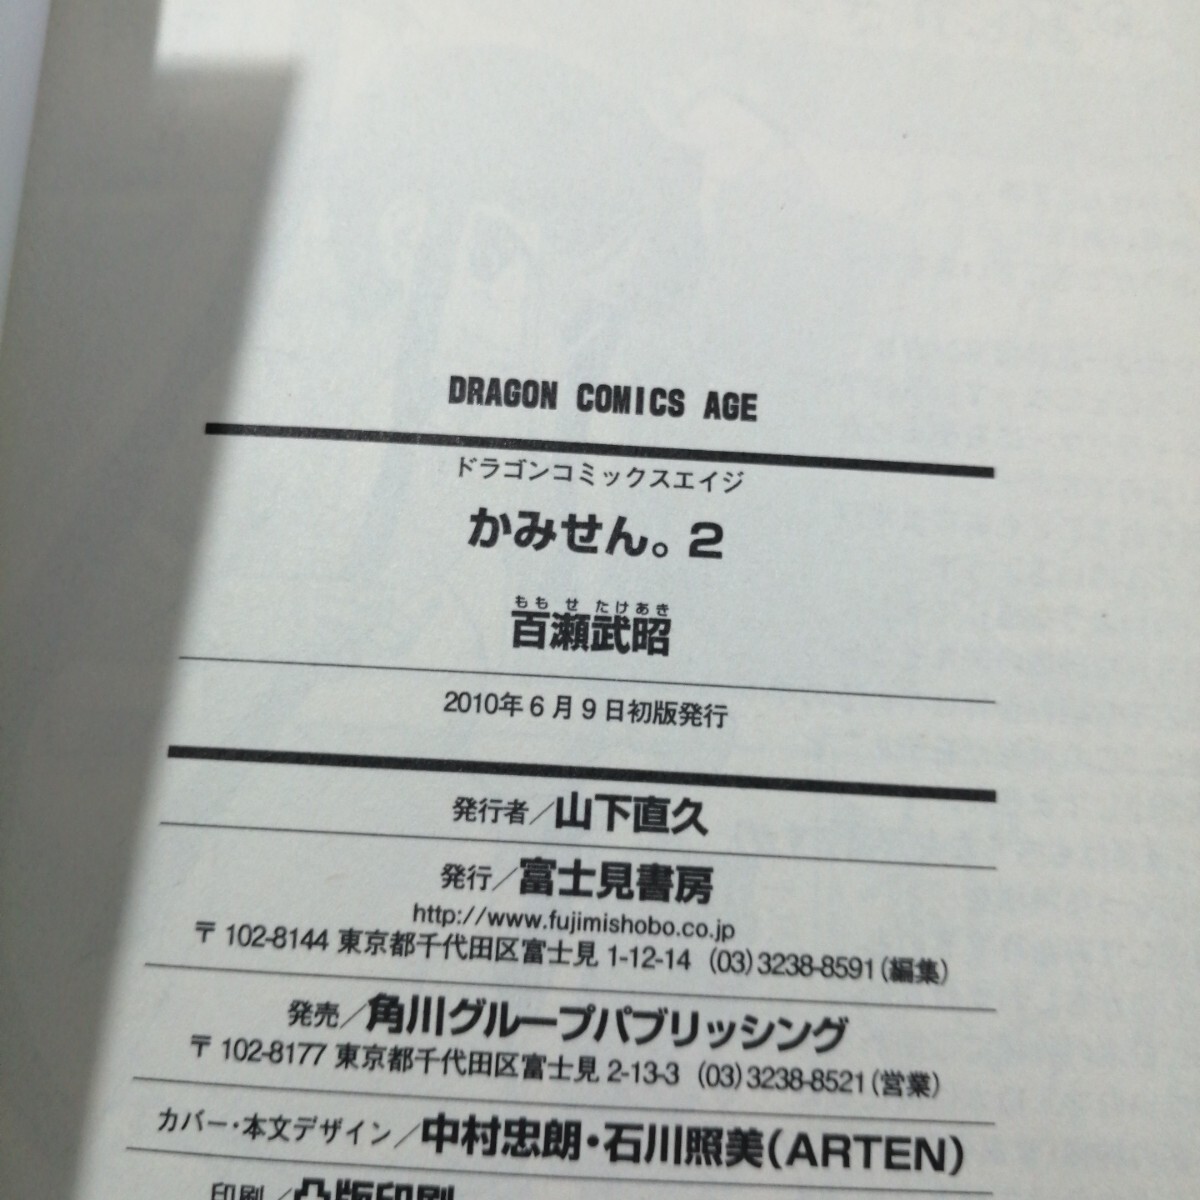 DRAGON COMICS AGE
ドラゴンコミックスエイジ
かみせん。2
ももせたけあき
百瀬武昭
2010年6月9日初版発行
発行者／山下直久
発行／富士見書房
http://www.fujimishobo.co.jp
〒102-8144 東京都千代田区富士見 1-12-14 (03)3238-8591(編集)
発売／角川グループパブリッシング
〒102-8177 東京都千代田区富士見 2-13-3 (03)3238-8521(営業)
カバー・本文デザイン／中村忠朗・石川照美(ARTEN)
印刷／凸版印刷